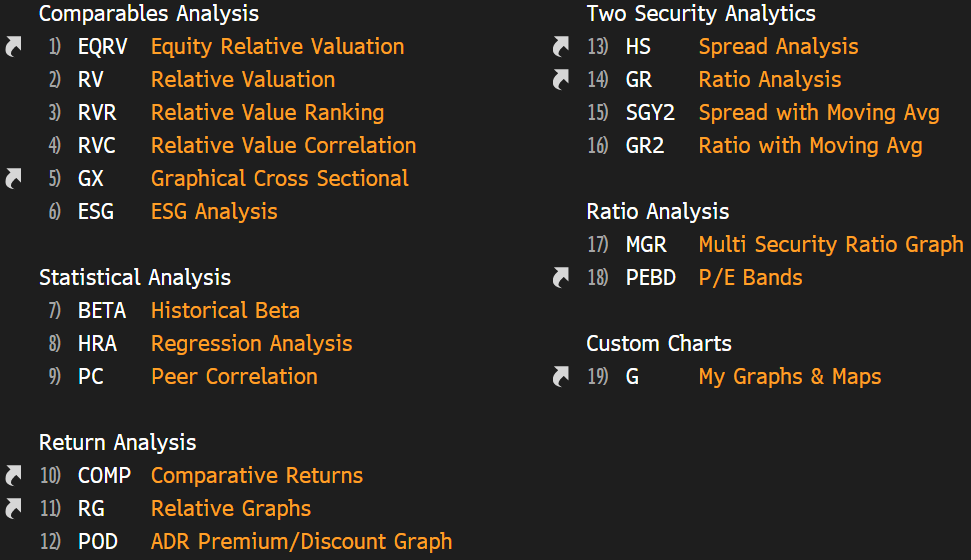 Comparables Analysis
1) EQRV Equity Relative Valuation
2) RV Relative Valuation
3) RVR Relative Value Ranking
4) RVC Relative Value Correlation
5) GX Graphical Cross Sectional
6) ESG ESG Analysis
Statistical Analysis
7) BETA Historical Beta
8) HRA Regression Analysis
9) PC Peer Correlation
Return Analysis
10) COMP Comparative Returns
11) RG Relative Graphs
12) POD ADR Premium/Discount Graph
Two Security Analytics
13) HS Spread Analysis
14) GR Ratio Analysis
15) SGY2 Spread with Moving Avg
16) GR2 Ratio with Moving Avg
Ratio Analysis
17) MGR Multi Security Ratio Graph
18) PEBD P/E Bands
Custom Charts
19) G My Graphs & Maps